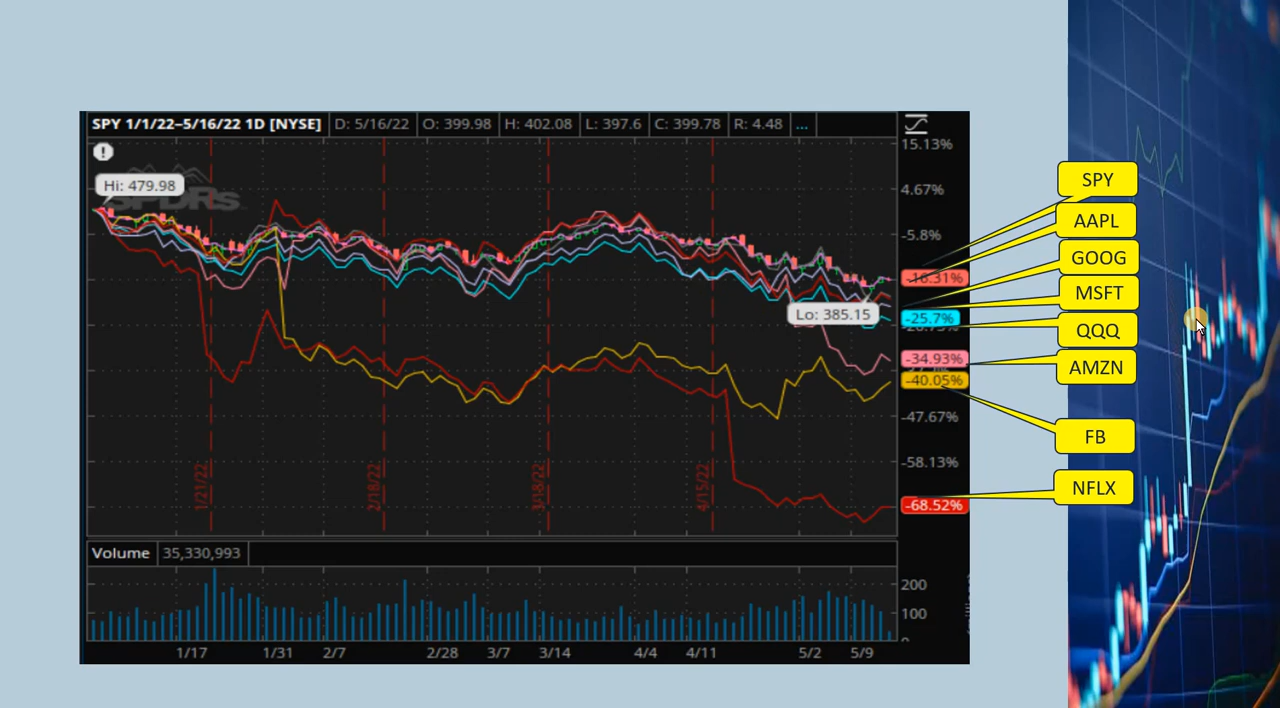 SPY 1/1/22–5/16/22 1D [NYSE] D: 5/16/22 O: 399.98 H: 402.08 L: 397.6 C: 399.78 R: 4.48 ...
15.13%
SPDRs
Hi: 479.98
4.67%
-5.8%
-16.31%
Lo: 385.15
-25.7%
-34.93%
-40.05%
-47.67%
-58.13%
-68.52%
1/21/22
2/18/22
3/18/22
4/15/22
SPY
AAPL
GOOG
MSFT
QQQ
AMZN
FB
NFLX
Volume 35,330,993
200
100
0
1/17 1/31 2/7 2/28 3/7 3/14 4/4 4/11 5/2 5/9